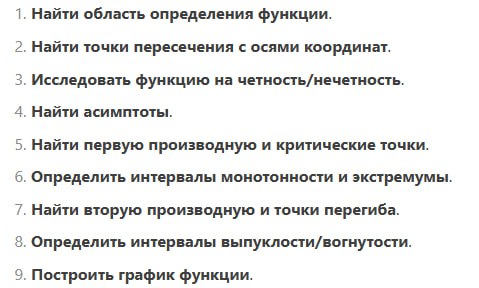 1. Найти область определения функции.
2. Найти точки пересечения с осями координат.
3. Исследовать функцию на четность/нечетность.
4. Найти асимптоты.
5. Найти первую производную и критические точки.
6. Определить интервалы монотонности и экстремумы.
7. Найти вторую производную и точки перегиба.
8. Определить интервалы выпуклости/вогнутости.
9. Построить график функции.